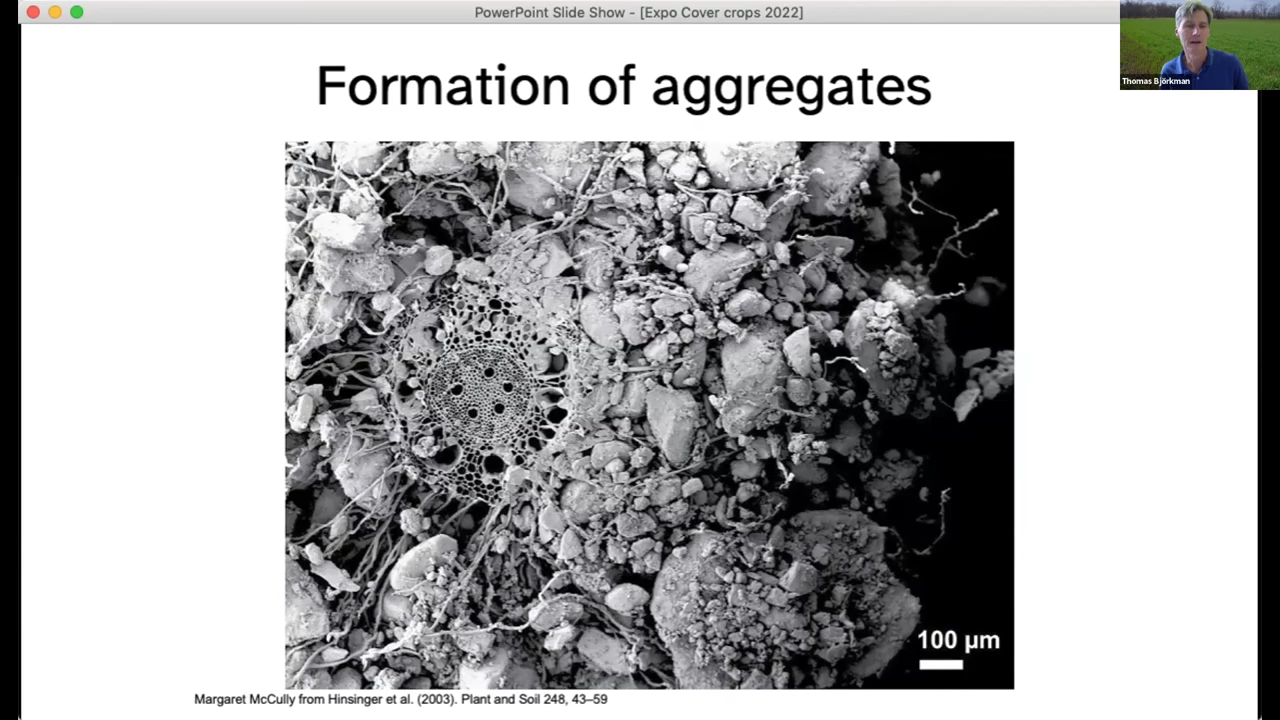 PowerPoint Slide Show - [Expo Cover crops 2022]
Thomas Björkman
Formation of aggregates
100 µm
Margaret McCully from Hinsinger et al. (2003). Plant and Soil 248, 43–59